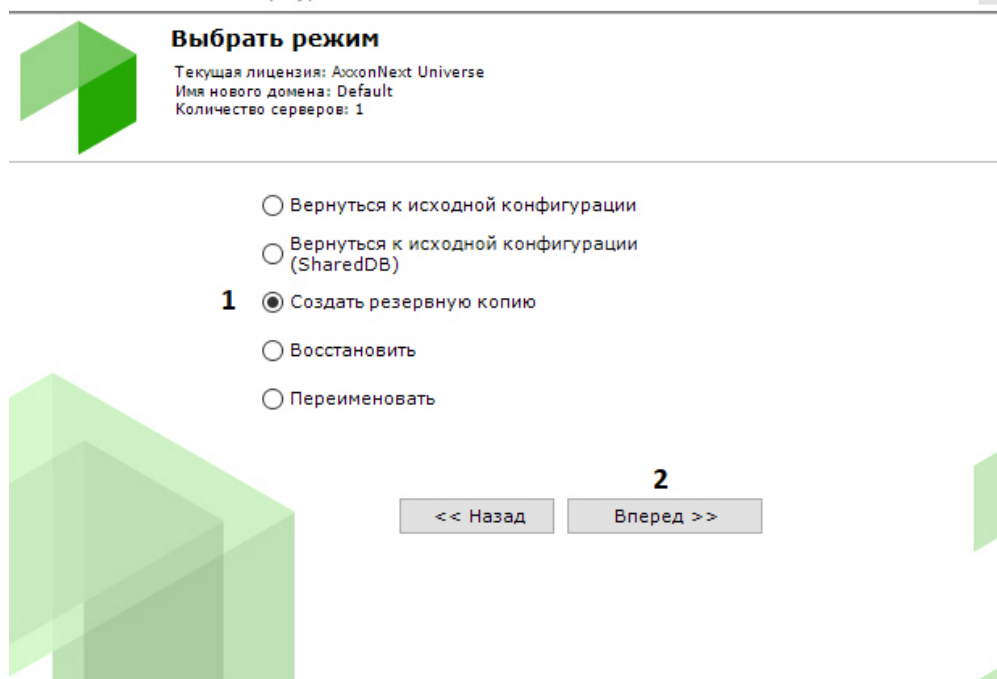 Выбрать режим
Текущая лицензия: AxxonNext Universe
Имя нового домена: Default
Количество серверов: 1
Вернуться к исходной конфигурации
Вернуться к исходной конфигурации
(SharedDB)
1 Создать резервную копию
Восстановить
Переименовать
2
<< Назад Вперед >>